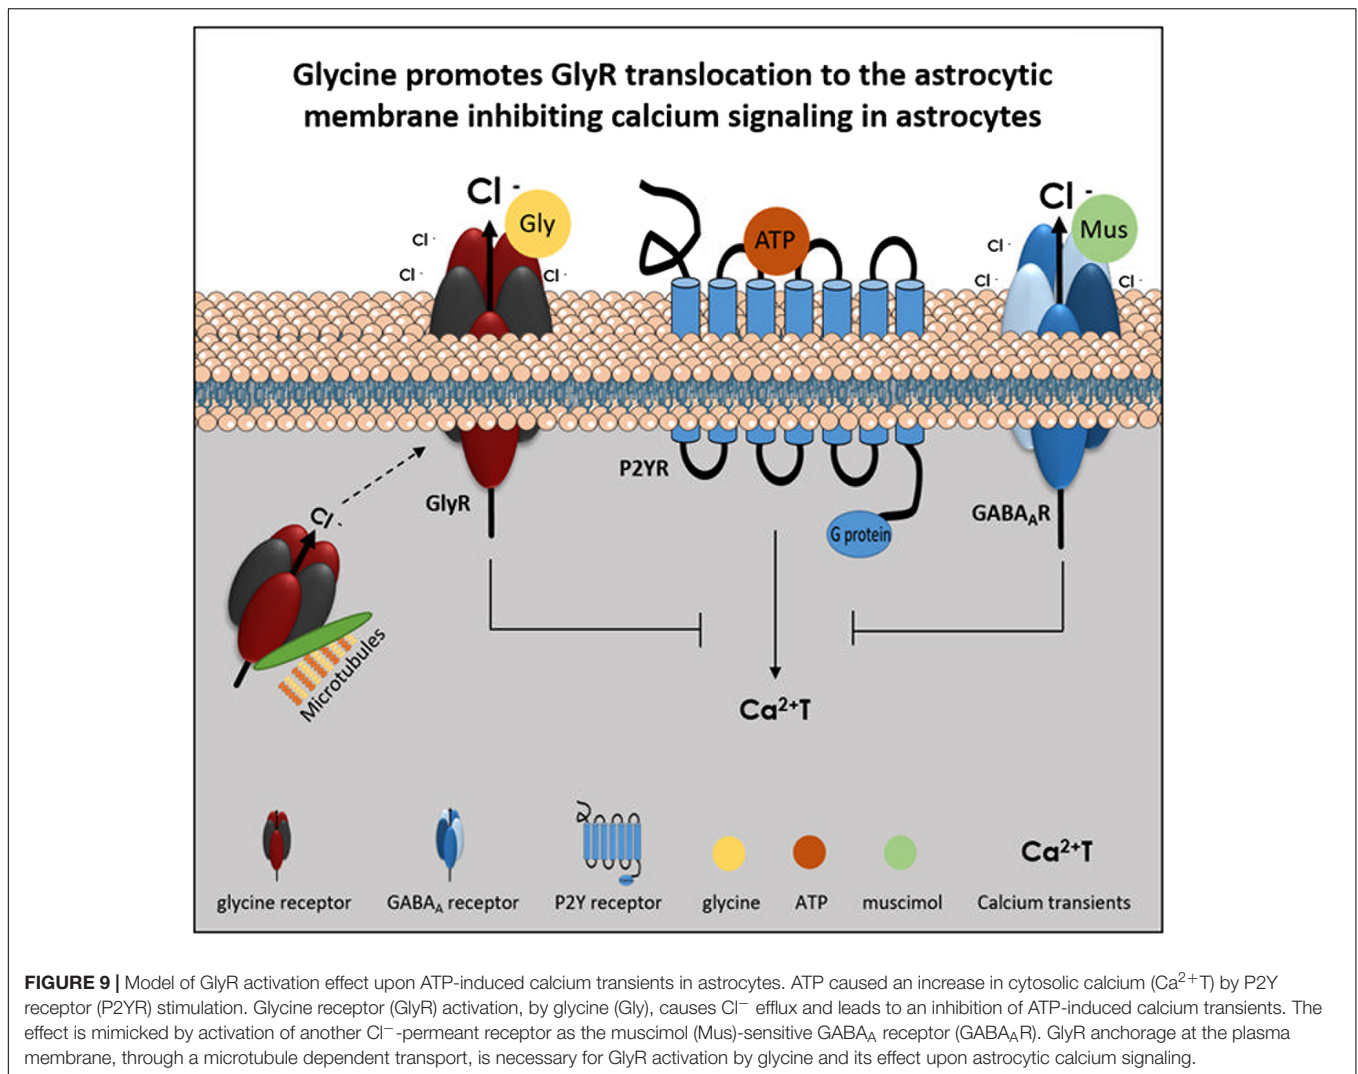 Glycine promotes GlyR translocation to the astrocytic
membrane inhibiting calcium signaling in astrocytes
Cl -
Gly
Cl -
Cl -
Cl -
ATP
Cl -
Mus
Cl -
Cl -
Cl -
P2YR
GlyR
G protein
GABAAR
Cl -
Microtubules
Ca2+T
Ca2+T
glycine receptor
GABAA receptor
P2Y receptor
glycine
ATP
muscimol
Calcium transients
FIGURE 9 | Model of GlyR activation effect upon ATP-induced calcium transients in astrocytes. ATP caused an increase in cytosolic calcium (Ca2+T) by P2Y
receptor (P2YR) stimulation. Glycine receptor (GlyR) activation, by glycine (Gly), causes Cl− efflux and leads to an inhibition of ATP-induced calcium transients. The
effect is mimicked by activation of another Cl−-permeant receptor as the muscimol (Mus)-sensitive GABAA receptor (GABAAR). GlyR anchorage at the plasma
membrane, through a microtubule dependent transport, is necessary for GlyR activation by glycine and its effect upon astrocytic calcium signaling.